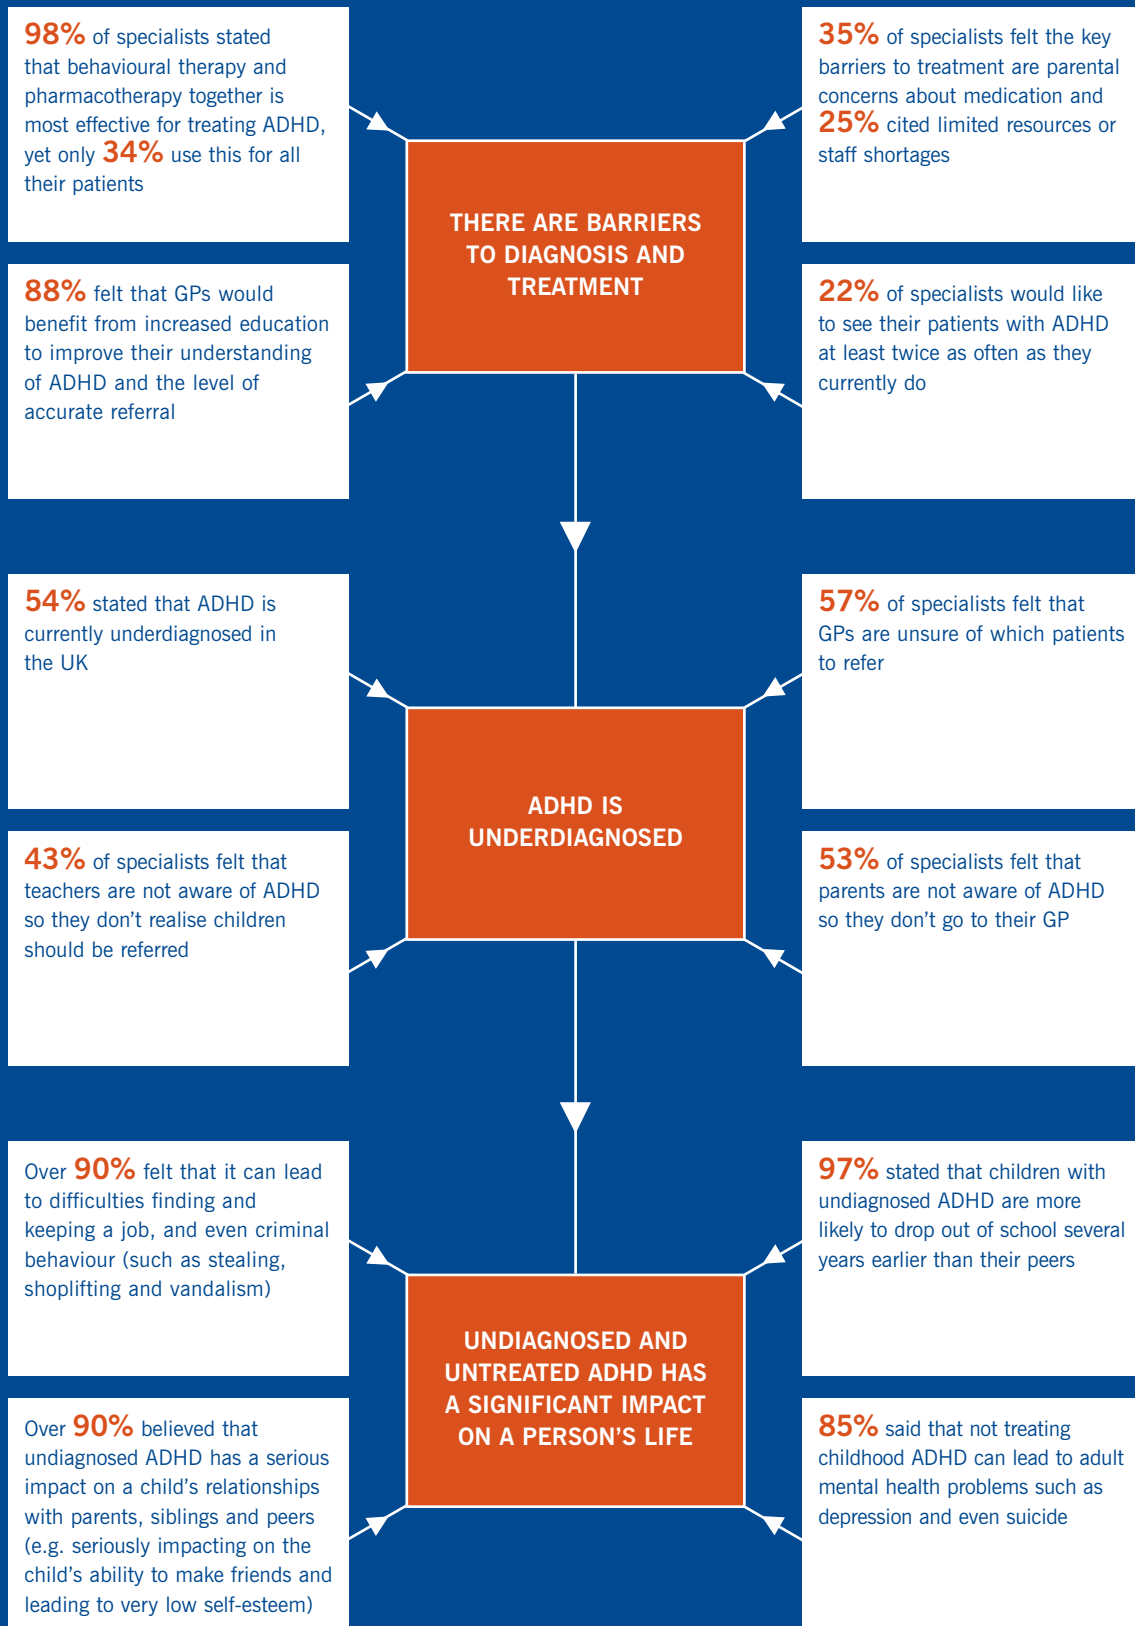 98% of specialists stated
that behavioural therapy and
pharmacotherapy together is
most effective for treating ADHD,
yet only 34% use this for all
their patients
35% of specialists felt the key
barriers to treatment are parental
concerns about medication and
25% cited limited resources or
staff shortages
THERE ARE BARRIERS
TO DIAGNOSIS AND
TREATMENT
88% felt that GPs would
benefit from increased education
to improve their understanding
of ADHD and the level of
accurate referral
22% of specialists would like
to see their patients with ADHD
at least twice as often as they
currently do
54% stated that ADHD is
currently underdiagnosed in
the UK
57% of specialists felt that
GPs are unsure of which patients
to refer
ADHD IS
UNDERDIAGNOSED
43% of specialists felt that
teachers are not aware of ADHD
so they don’t realise children
should be referred
53% of specialists felt that
parents are not aware of ADHD
so they don’t go to their GP
Over 90% felt that it can lead
to difficulties finding and
keeping a job, and even criminal
behaviour (such as stealing,
shoplifting and vandalism)
97% stated that children with
undiagnosed ADHD are more
likely to drop out of school several
years earlier than their peers
UNDIAGNOSED AND
UNTREATED ADHD HAS
A SIGNIFICANT IMPACT
ON A PERSON’S LIFE
Over 90% believed that
undiagnosed ADHD has a serious
impact on a child’s relationships
with parents, siblings and peers
(e.g. seriously impacting on the
child’s ability to make friends and
leading to very low self-esteem)
85% said that not treating
childhood ADHD can lead to adult
mental health problems such as
depression and even suicide